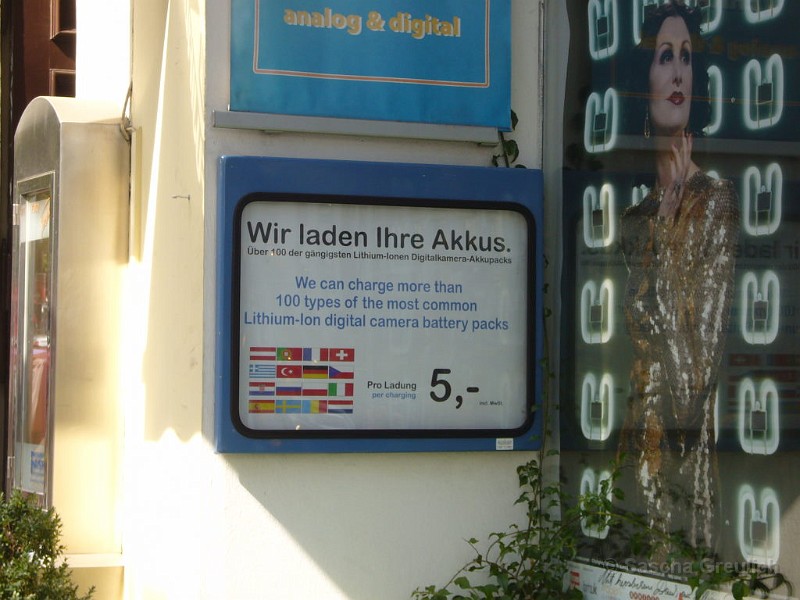 analog & digital
Wir laden Ihre Akkus.
Über 100 der gängigsten Lithium-Ionen Digitalkamera-Akkupacks
We can charge more than
100 types of the most common
Lithium-Ion digital camera battery packs
Pro Ladung
per charging
5,-
incl. MwSt.
© Sascha Greulich